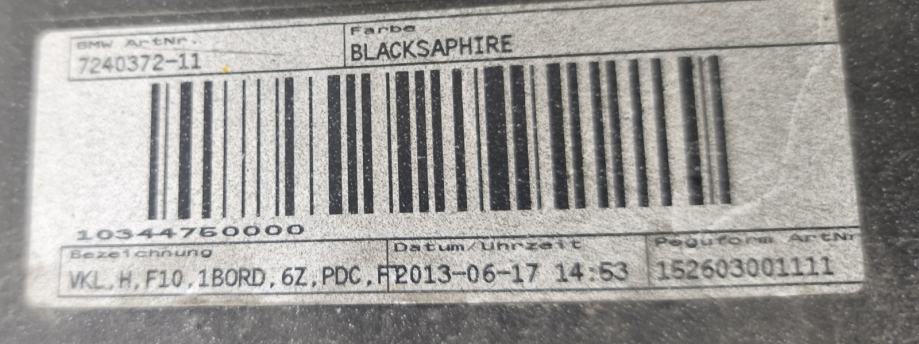 BMW ArtNr.
7240372-11
Farbe
BLACKSAPHIRE
10344760000
Bezeichnung
VKL,H,F10,1BORD,6Z,PDC,F
Datum/Uhrzeit
2013-06-17 14:53
Peguform ArtNr
152603001111